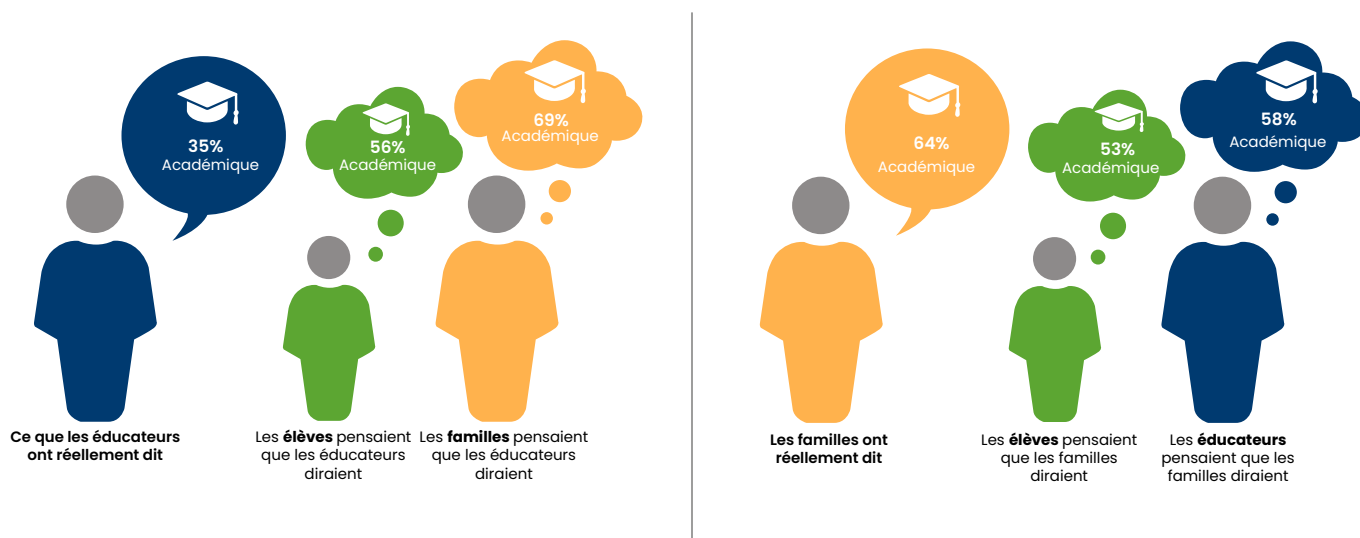 35%
Académique
56%
Académique
69%
Académique
Ce que les éducateurs
ont réellement dit
Les élèves pensaient
que les éducateurs
diraient
Les familles pensaient
que les éducateurs
diraient
64%
Académique
53%
Académique
58%
Académique
Les familles ont
réellement dit
Les élèves pensaient
que les familles
diraient
Les éducateurs
pensaient que les
familles diraient